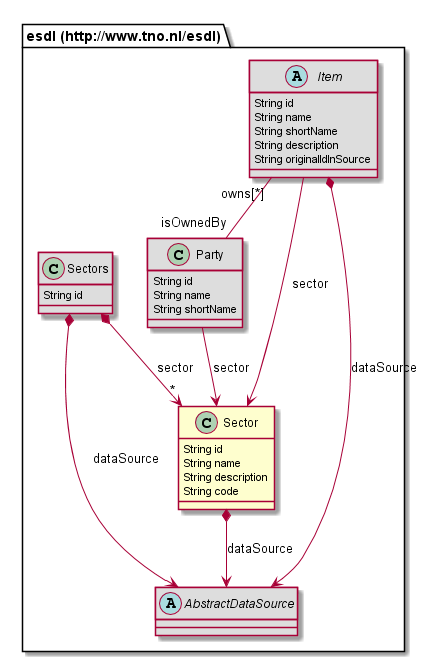 esdl (http://www.tno.nl/esdl)
A Item
String id
String name
String shortName
String description
String originalIdInSource
owns[*]
isOwnedBy
C Sectors
String id
C Party
String id
String name
String shortName
sector
dataSource
sector
sector
*
C Sector
String id
String name
String description
String code
dataSource
dataSource
A AbstractDataSource